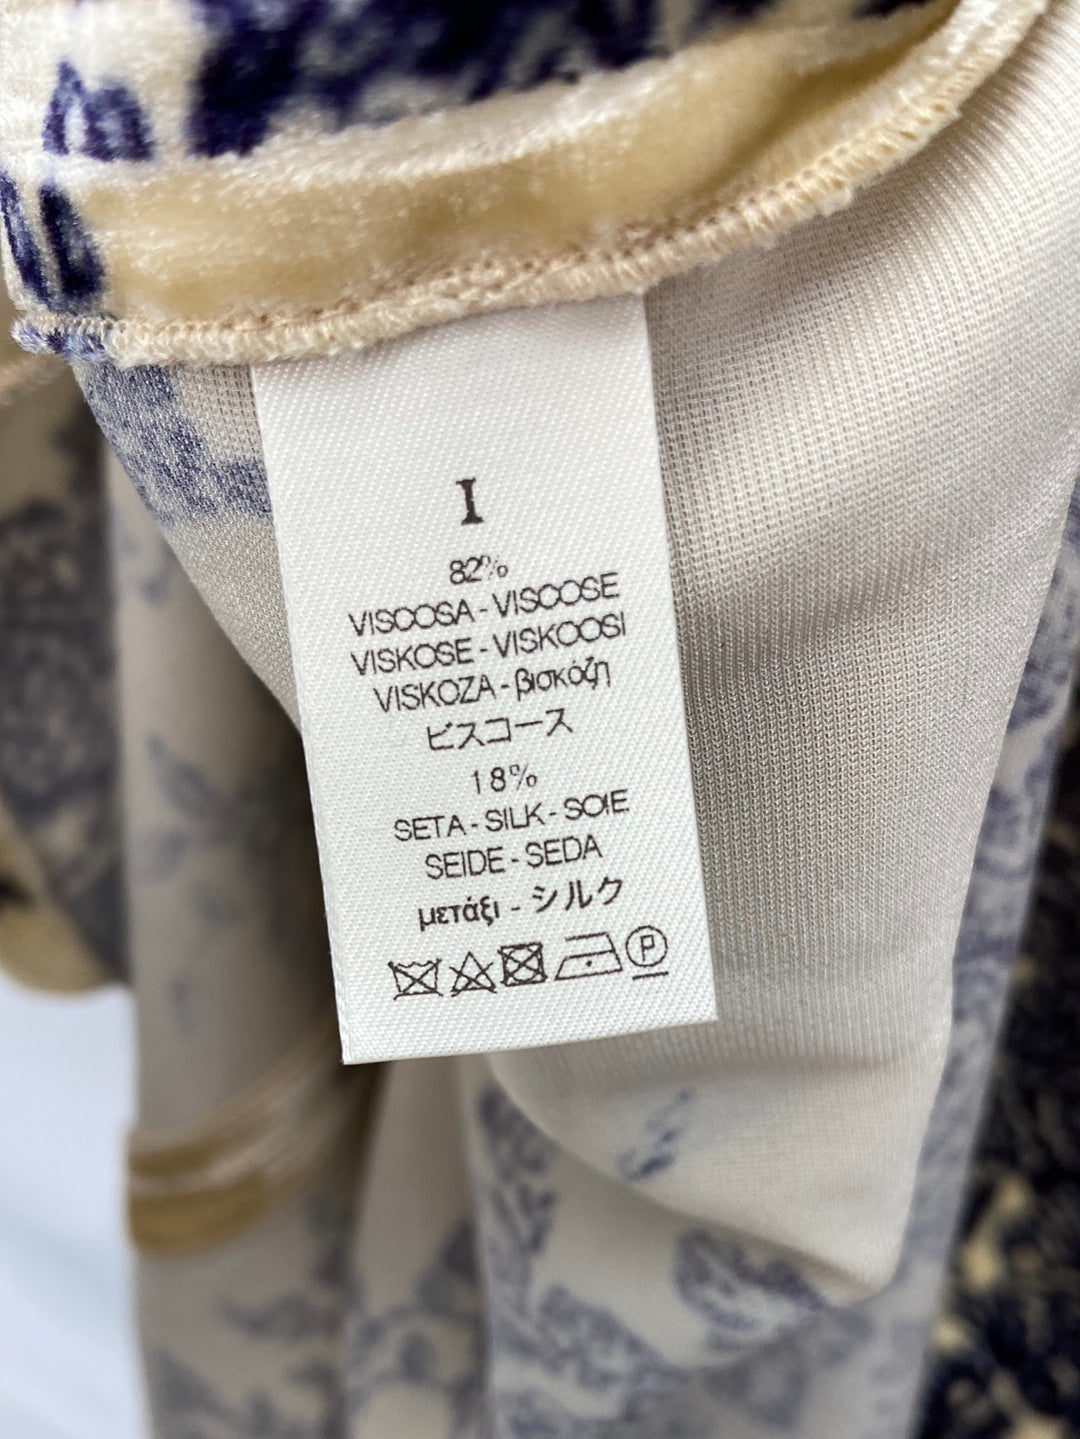 I
82%
VISCOSA - VISCOSE
VISKOSE - VISKOOSI
VISKOZA - βισκόζη
ビスコース
18%
SETA - SILK - SOIE
SEIDE - SEDA
μετάξι - シルク
P